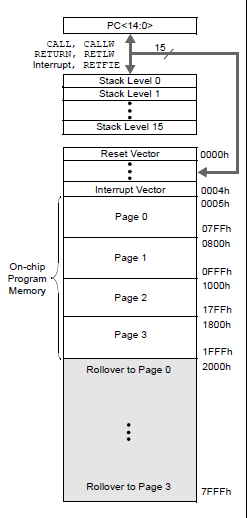 PC<14:0>
CALL, CALLW
RETURN, RETLW
Interrupt, RETFIE
15
Stack Level 0
Stack Level 1
Stack Level 15
Reset Vector
0000h
Interrupt Vector
0004h
0005h
Page 0
07FFh
0800h
Page 1
0FFFh
1000h
On-chip
Program
Memory
Page 2
17FFh
1800h
Page 3
1FFFh
2000h
Rollover to Page 0
Rollover to Page 3
7FFFh